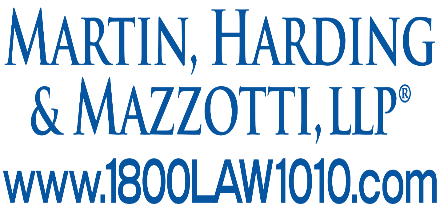 MARTIN, HARDING
& MAZZOTTI, LLP®
www.1800LAW1010.com